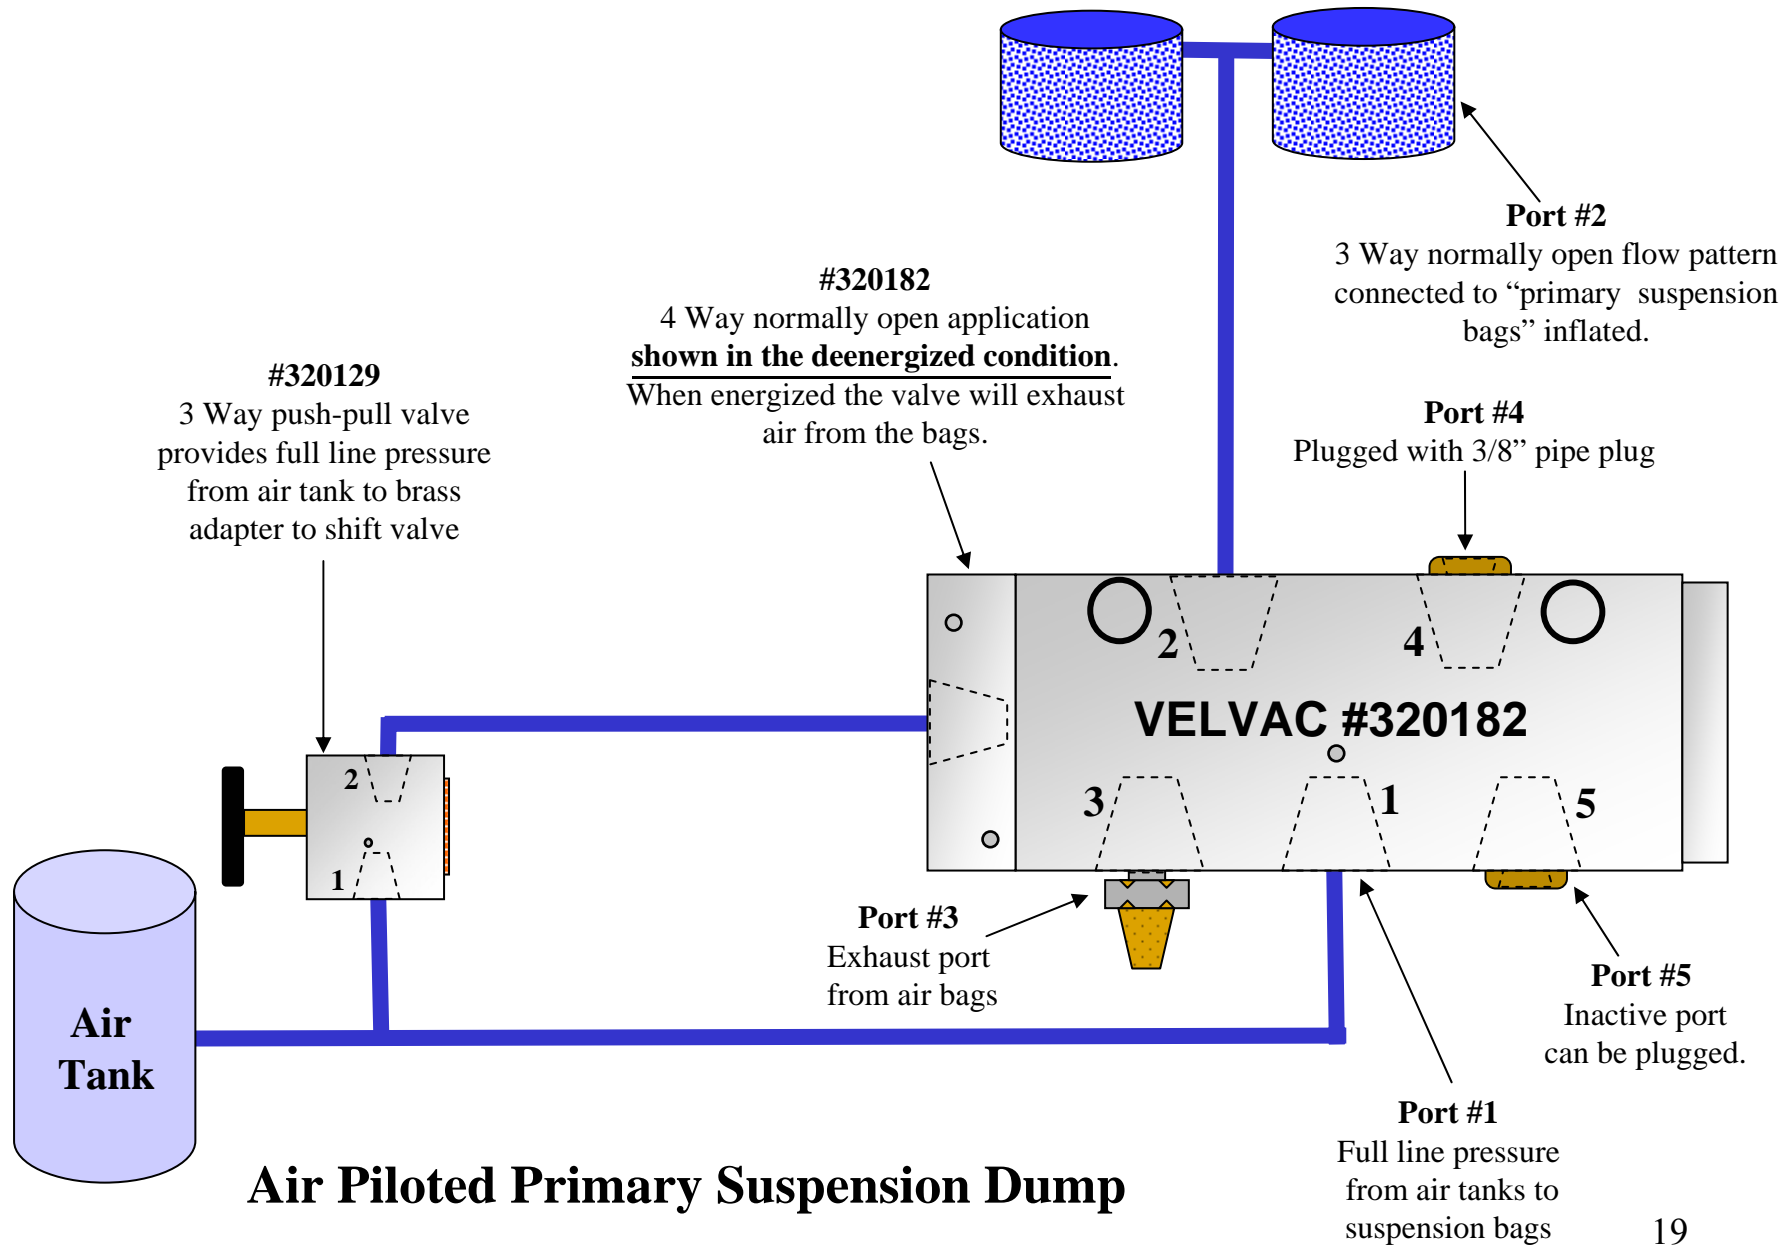 Port #2
3 Way normally open flow pattern
connected to “primary suspension
bags” inflated.
#320182
4 Way normally open application
shown in the deenergized condition.
When energized the valve will exhaust
air from the bags.
#320129
3 Way push-pull valve
provides full line pressure
from air tank to brass
adapter to shift valve
Port #4
Plugged with 3/8” pipe plug
2
4
VELVAC #320182
3
1
5
2
1
Port #3
Exhaust port
from air bags
Port #5
Inactive port
can be plugged.
Air
Tank
Port #1
Full line pressure
from air tanks to
suspension bags
Air Piloted Primary Suspension Dump
19